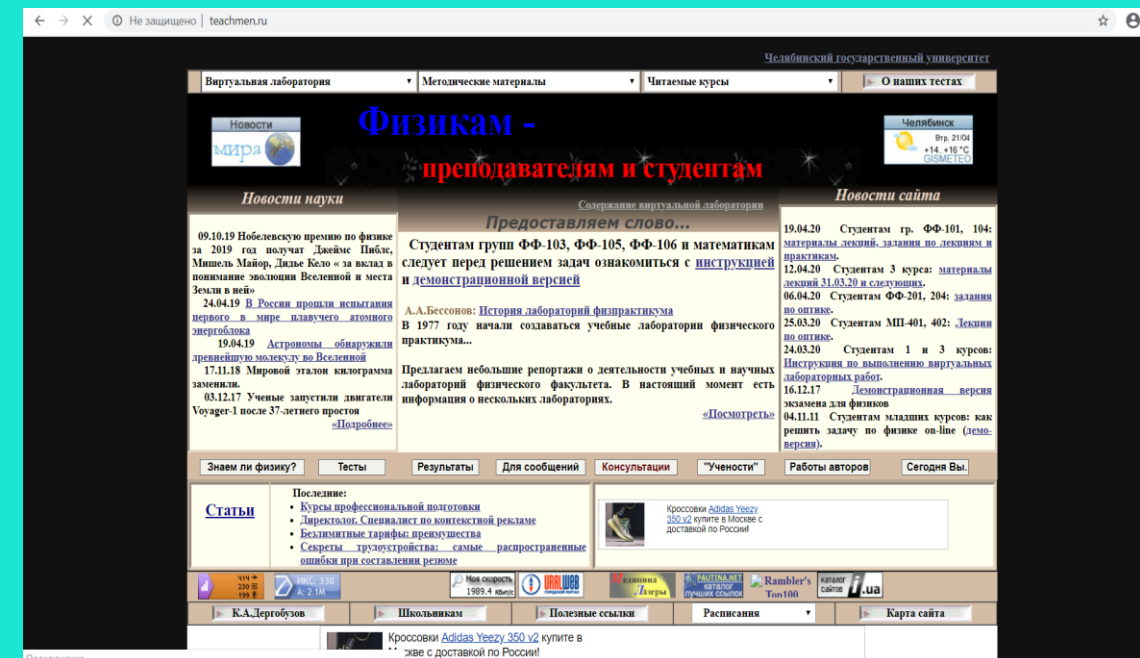 Не защищено | teachmen.ru
Челябинский государственный университет
Виртуальная лаборатория
Методические материалы
Читаемые курсы
О наших тестах
Новости
мира
Физикам -
преподавателям и студентам
Челябинск
Втр, 21/04
+14..+16 °C
GISMETEO
Новости науки
09.10.19 Нобелевскую премию по физике
за 2019 год получат Джеймс Пиблс,
Мишель Майор, Дидье Кело « за вклад в
понимание эволюции Вселенной и места
Земли в ней»
24.04.19 В России прошли испытания
первого в мире плавучего атомного
энергоблока
19.04.19 Астрономы обнаружили
древнейшую молекулу во Вселенной
17.11.18 Мировой эталон килограмма
заменили.
03.12.17 Ученые запустили двигатели
Voyager-1 после 37-летнего простоя
«Подробнее»
Содержание виртуальной лаборатории
Предоставляем слово...
Студентам групп ФФ-103, ФФ-105, ФФ-106 и математикам
следует перед решением задач ознакомиться с инструкцией
и демонстрационной версией
А.А.Бессонов: История лабораторий физпрактикума
В 1977 году начали создаваться учебные лаборатории физического
практикума...
Предлагаем небольшие репортажи о деятельности учебных и научных
лабораторий физического факультета. В настоящий момент есть
информация о нескольких лабораториях.
«Посмотреть»
Новости сайта
19.04.20 Студентам гр. ФФ-101, 104:
материалы лекций, задания по лекциям и
практикам.
12.04.20 Студентам 3 курса: материалы
лекций 31.03.20 и следующих.
06.04.20 Студентам ФФ-201, 204: задания
по оптике.
25.03.20 Студентам МП-401, 402: Лекции
по оптике.
24.03.20 Студентам 1 и 3 курсов:
Инструкция по выполнению виртуальных
лабораторных работ.
16.12.17 Демонстрационная версия
экзамена для физиков
04.11.11 Студентам младших курсов: как
решить задачу по физике on-line (демо-
версия).
Знаем ли физику?
Тесты
Результаты
Для сообщений
Консультации
"Учености"
Работы авторов
Сегодня Вы.
Статьи
Последние:
Курсы профессиональной подготовки
Директолог. Специалист по контекстной рекламе
Безлимитные тарифы: преимущества
Секреты трудоустройства: самые распространенные
ошибки при составлении резюме
Кроссовки Adidas Yeezy
350 v2 купите в Москве с
доставкой по России!
ИКС 330
А: 2.1М
Моя скорость
1989.4 Кбит/с
URALWEB
Медицина
Лазеры
PAUTINA.NET
КАТАЛОГ
ЛУЧШИХ ССЫЛОК
Rambler's
Top100
каталог
сайтов
i.ua
К.А.Дергобузов
Школьникам
Полезные ссылки
Расписания
Карта сайта
Кроссовки Adidas Yeezy 350 v2 купите в
скве с доставкой по России!